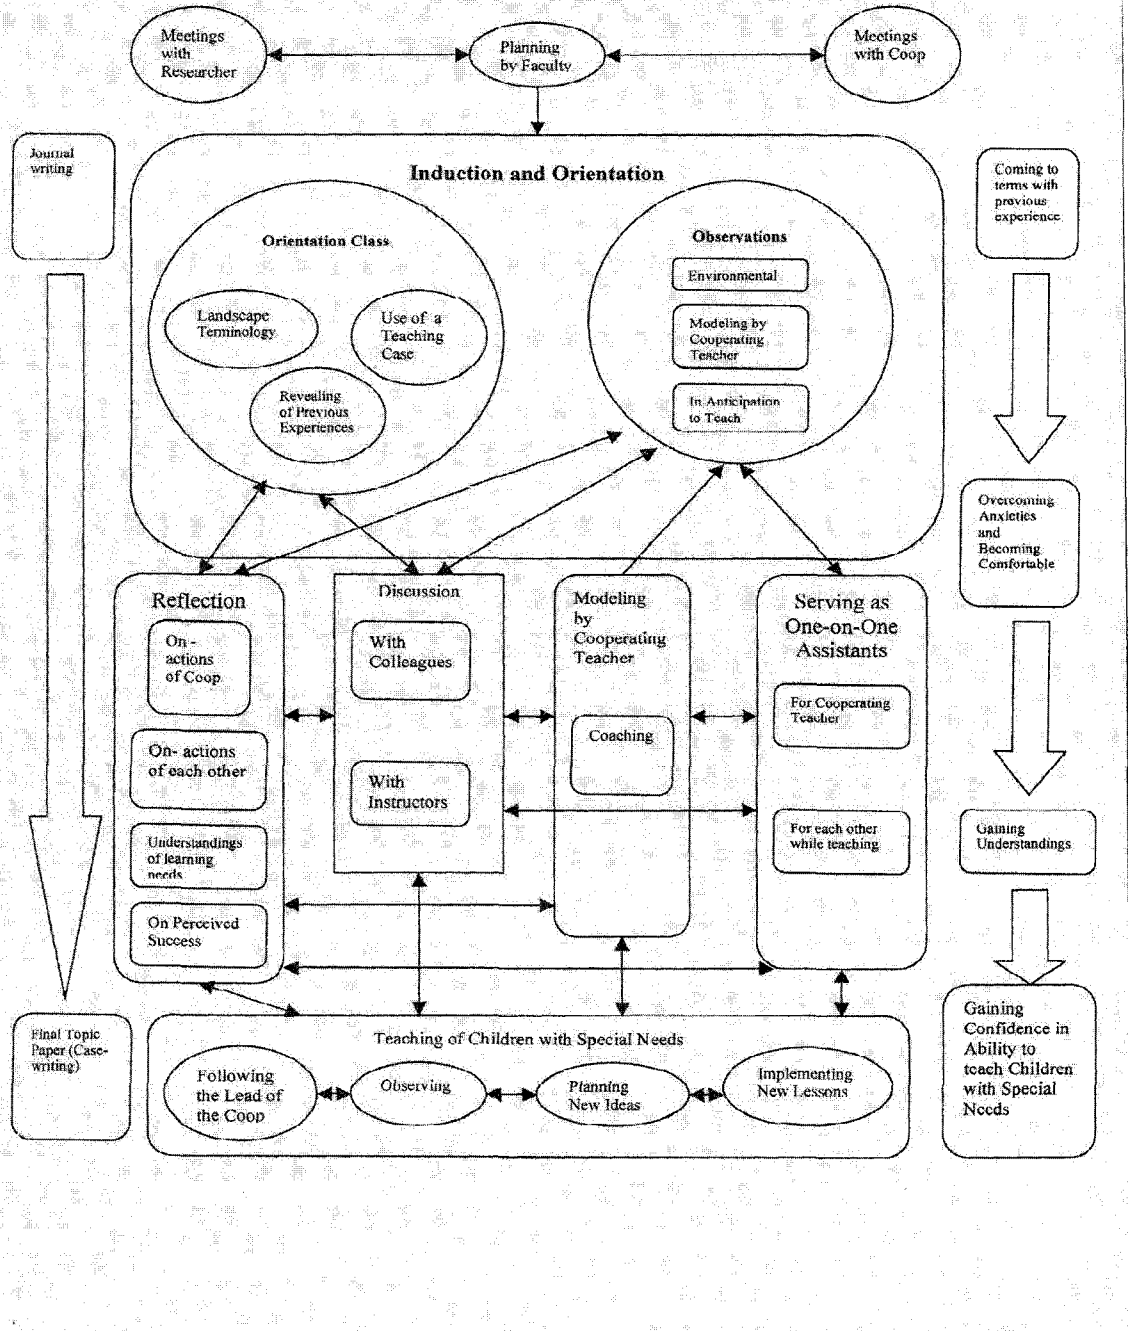 Meetings
with
Researcher
Planning
by Faculty
Meetings
with Coop
Journal
writing
Induction and Orientation
Coming to
terms with
previous
experience
Orientation Class
Landscape
Terminology
Use of a
Teaching
Case
Revealing
of Previous
Experiences
Observations
Environmental
Modeling by
Cooperating
Teacher
In Anticipation
to Teach
Overcoming
Anxieties
and
Becoming
Comfortable
Reflection
On -
actions
of Coop
On- actions
of each other
Understandings
of learning
needs
On Perceived
Success
Discussion
With
Colleagues
With
Instructors
Modeling
by
Cooperating
Teacher
Coaching
Serving as
One-on-One
Assistants
For Cooperating
Teacher
For each other
while teaching
Gaining
Understandings
Final Topic
Paper (Case-
writing)
Teaching of Children with Special Needs
Following
the Lead of
the Coop
Observing
Planning
New Ideas
Implementing
New Lessons
Gaining
Confidence in
Ability to
teach Children
with Special
Needs